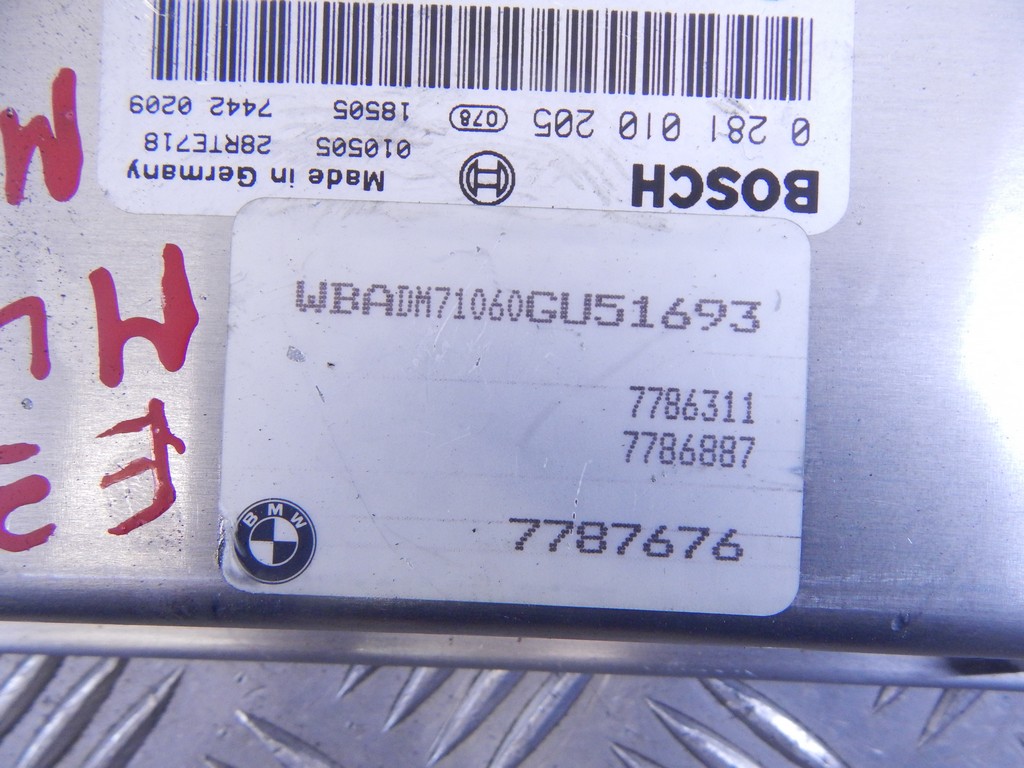 BOSCH
Made in Germany
010505 28RTE718
0 281 010 205 078 18505 7442 0209
WBADM71060GU51693
7786311
7786887
7787676
BMW